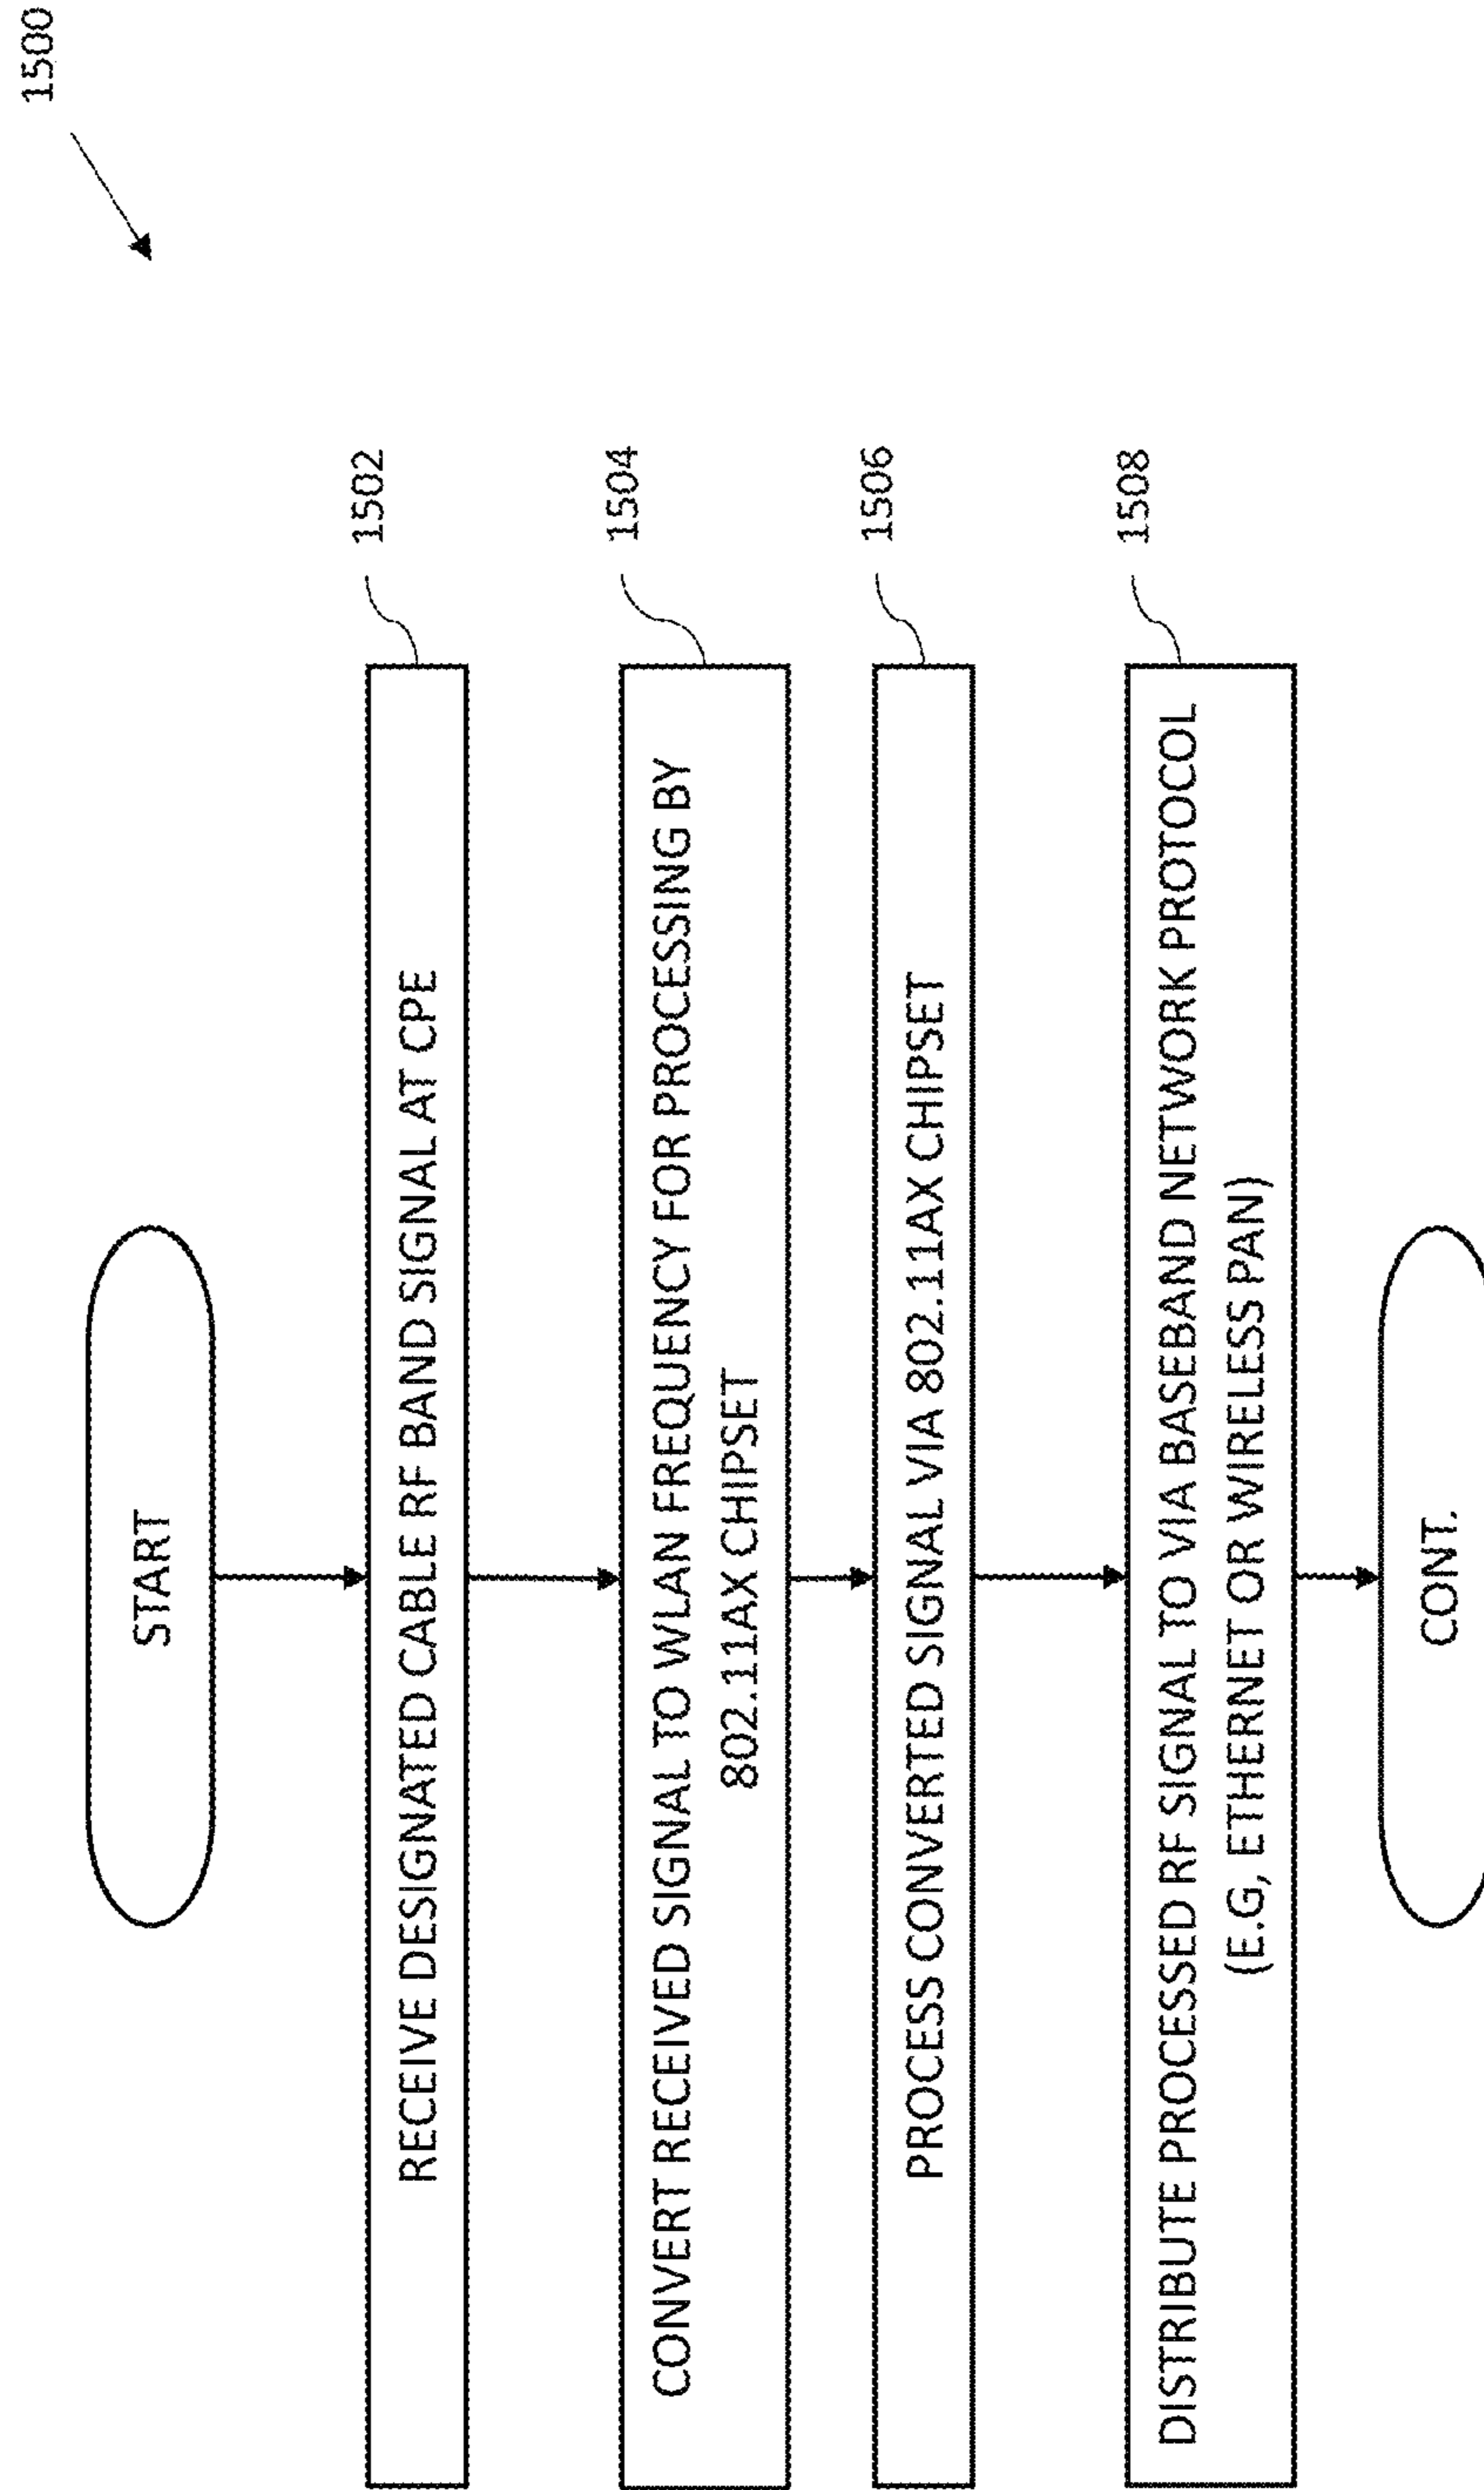 1500
START
RECEIVE DESIGNATED CABLE RF BAND SIGNAL AT CPE
1502
CONVERT RECEIVED SIGNAL TO WLAN FREQUENCY FOR PROCESSING BY
802.11AX CHIPSET
1504
PROCESS CONVERTED SIGNAL VIA 802.11AX CHIPSET
1506
DISTRIBUTE PROCESSED RF SIGNAL TO VIA BASEBAND NETWORK PROTOCOL
(E.G, ETHERNET OR WIRELESS PAN)
1508
CONT.